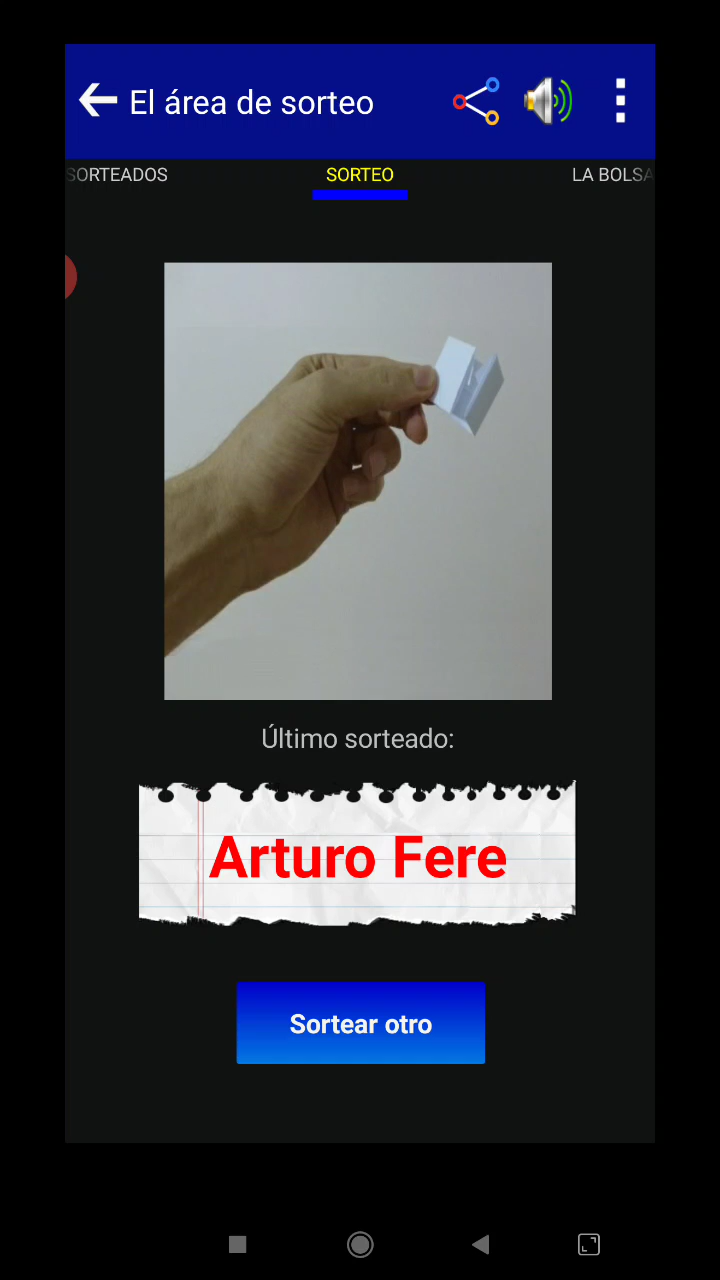 El área de sorteo
SORTEADOS
SORTEO
LA BOLSA
Último sorteado:
Arturo Fere
Sortear otro